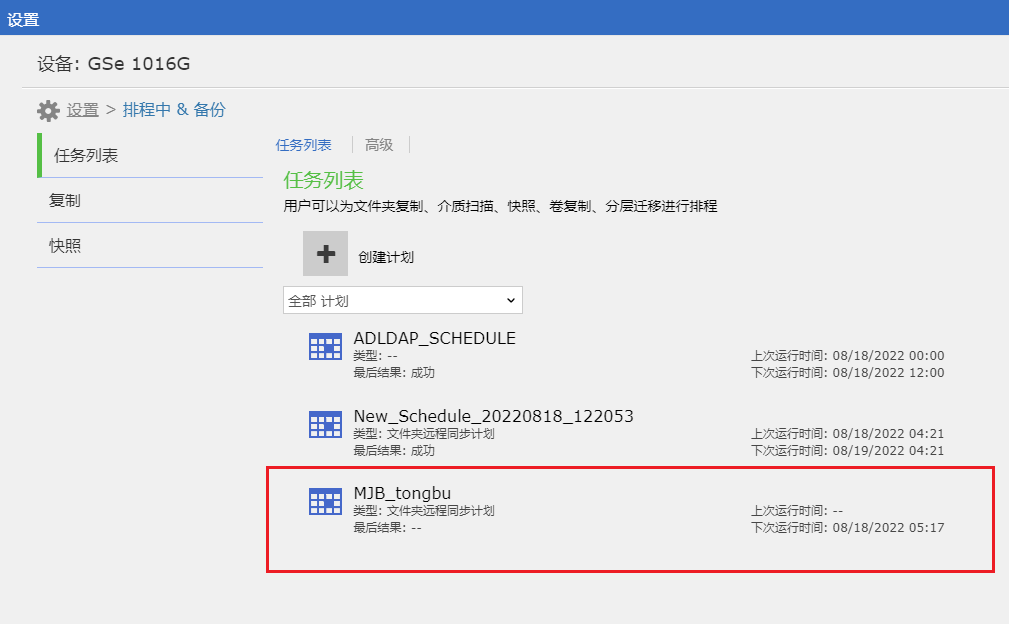 设置
设备: GSe 1016G
设置 > 排程中 & 备份
任务列表
复制
快照
任务列表
高级
任务列表
用户可以为文件夹复制、介质扫描、快照、卷复制、分层迁移进行排程
创建计划
全部 计划
ADLDAP_SCHEDULE
类型: --
上次运行时间: 08/18/2022 00:00
最后结果: 成功
下次运行时间: 08/18/2022 12:00
New_Schedule_20220818_122053
类型: 文件夹远程同步计划
上次运行时间: 08/18/2022 04:21
最后结果: 成功
下次运行时间: 08/19/2022 04:21
MJB_tongbu
类型: 文件夹远程同步计划
上次运行时间: --
最后结果: --
下次运行时间: 08/18/2022 05:17